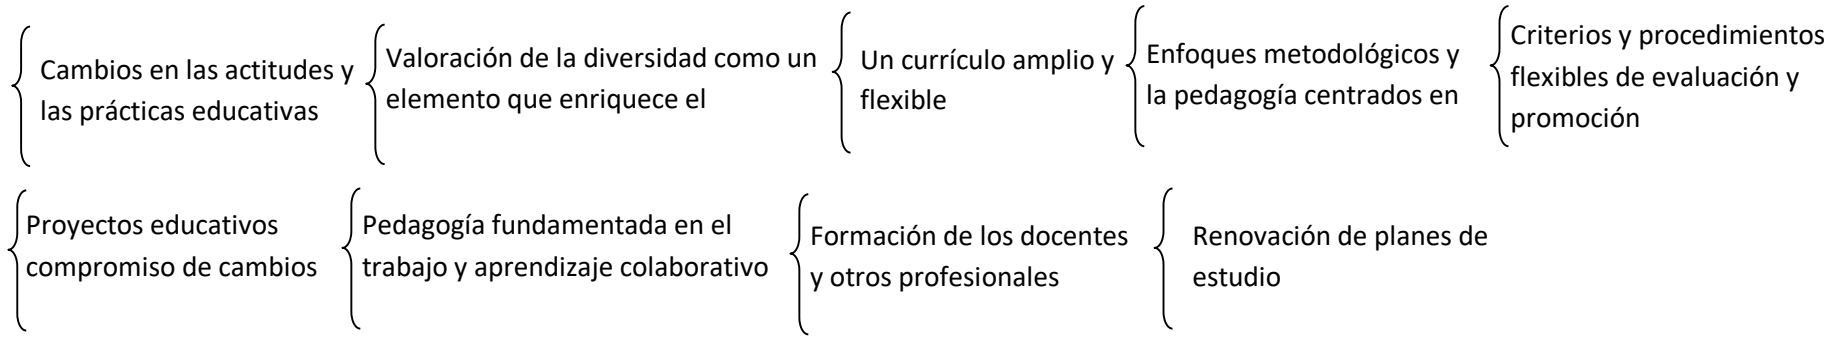 Cambios en las actitudes y
las prácticas educativas
Valoración de la diversidad como un
elemento que enriquece el
Un currículo amplio y
flexible
Enfoques metodológicos y
la pedagogía centrados en
Criterios y procedimientos
flexibles de evaluación y
promoción
Proyectos educativos
compromiso de cambios
Pedagogía fundamentada en el
trabajo y aprendizaje colaborativo
Formación de los docentes
y otros profesionales
Renovación de planes de
estudio